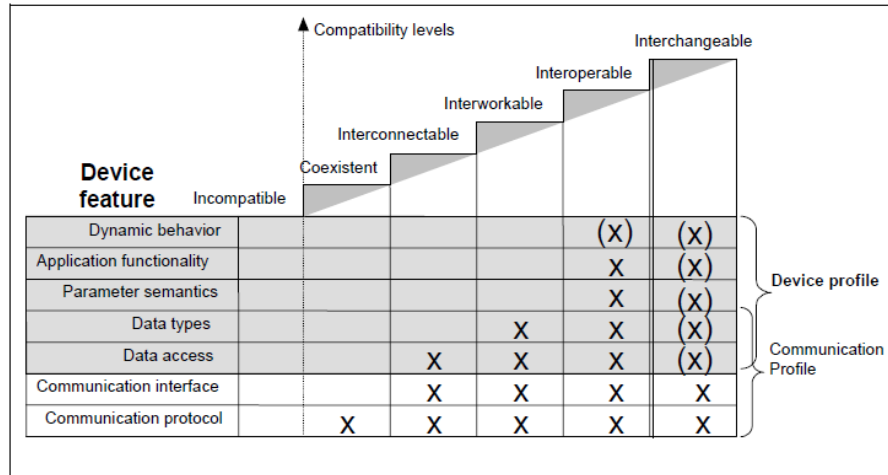 Compatibility levels
Interchangeable
Interoperable
Interworkable
Interconnectable
Coexistent
Incompatible
Device
feature
Dynamic behavior (x) (x)
Application functionality x (x)
Parameter semantics x (x)
Data types x x (x)
Data access x x x (x)
Communication interface x x x x
Communication protocol x x x x x
Device profile
Communication
Profile